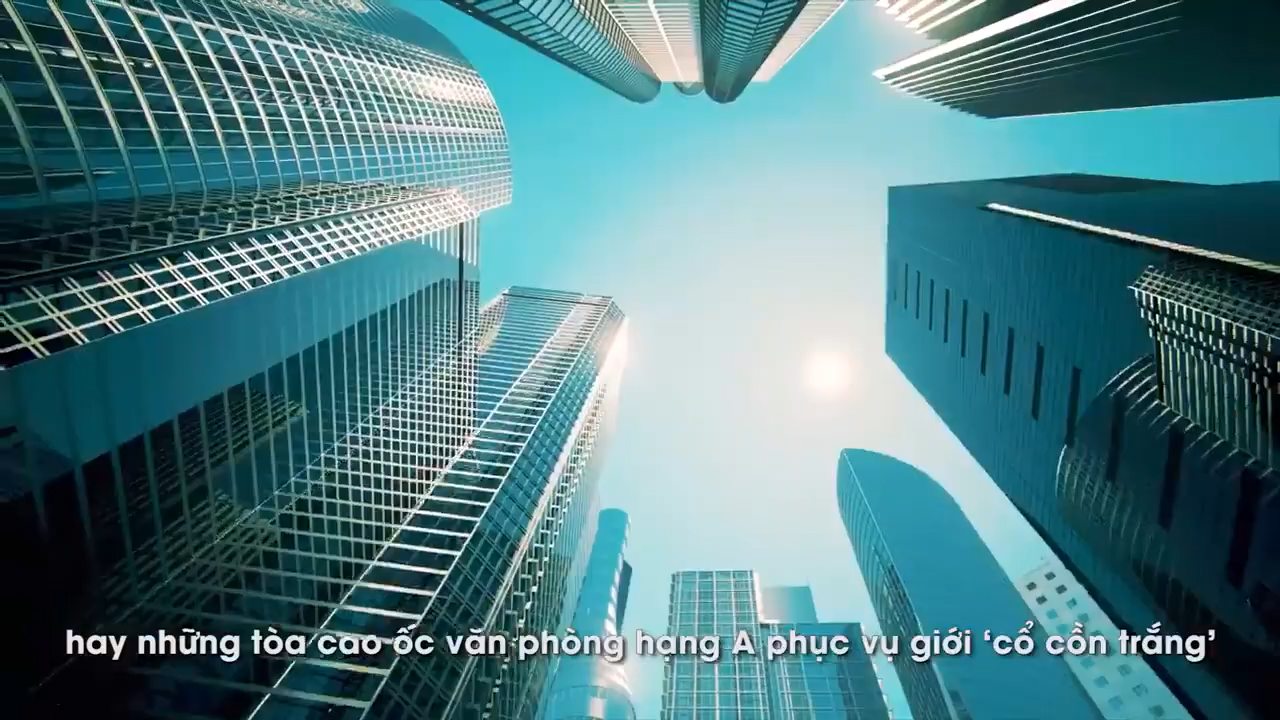 hay những tòa cao ốc văn phòng hạng A phục vụ giới ‘cổ cồn trắng’